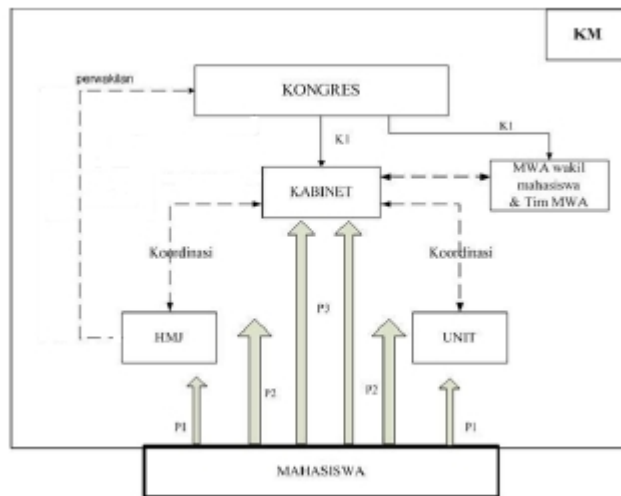 KM
perwakilan
KONGRES
K1
K1
MWA wakil
mahasiswa
& Tim MWA
KABINET
Koordinasi
Koordinasi
P3
HMJ
UNIT
P2
P2
P1
P1
MAHASISWA